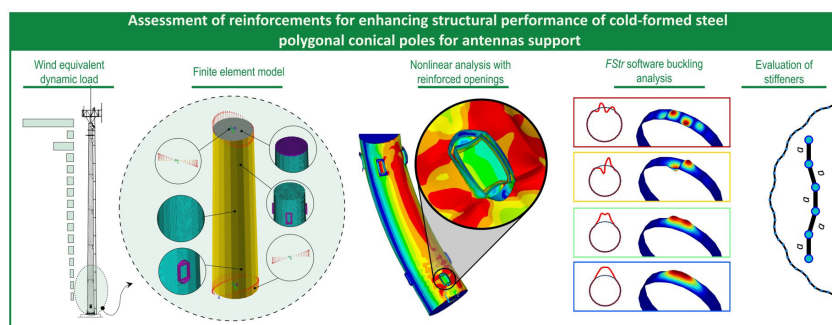 Assessment of reinforcements for enhancing structural performance of cold-formed steel
polygonal conical poles for antennas support
Wind equivalent
dynamic load
Finite element model
Nonlinear analysis with
reinforced openings
FStr software buckling
analysis
Evaluation of
stiffeners
a
a
a
a